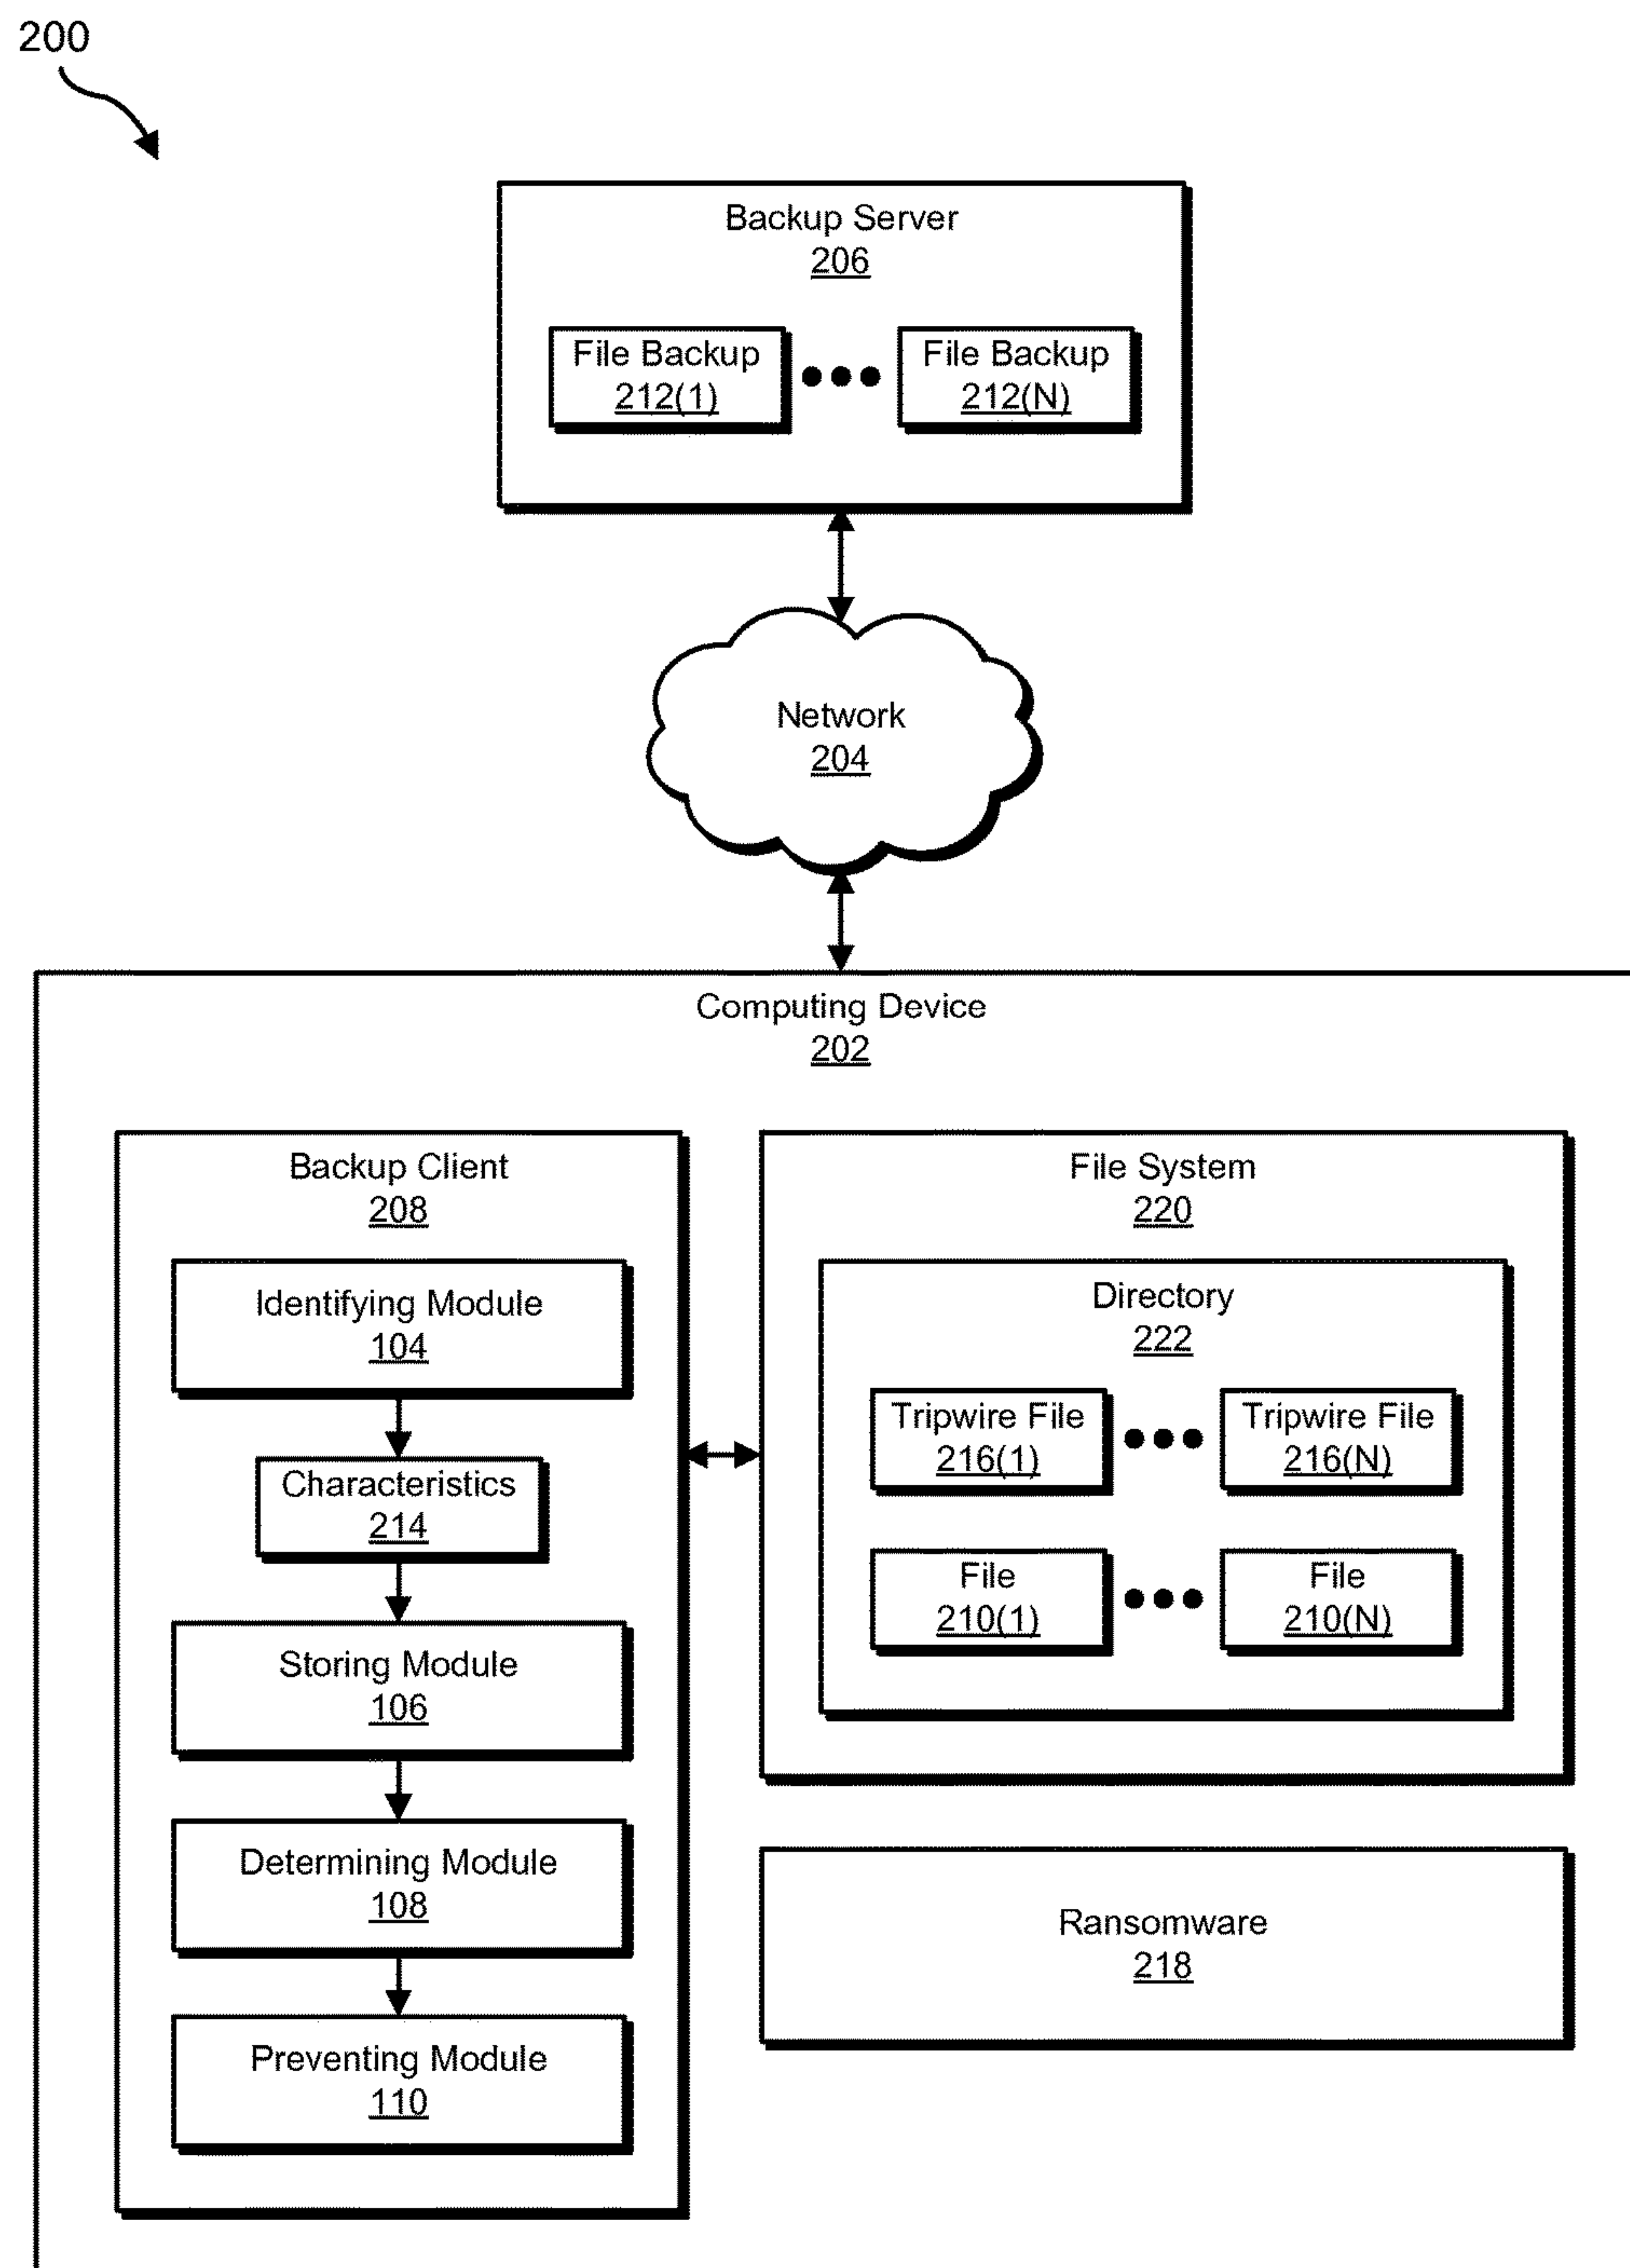 200
Backup Server
206
File Backup
212(1)
File Backup
212(N)
Network
204
Computing Device
202
Backup Client
208
Identifying Module
104
Characteristics
214
Storing Module
106
Determining Module
108
Preventing Module
110
File System
220
Directory
222
Tripwire File
216(1)
Tripwire File
216(N)
File
210(1)
File
210(N)
Ransomware
218